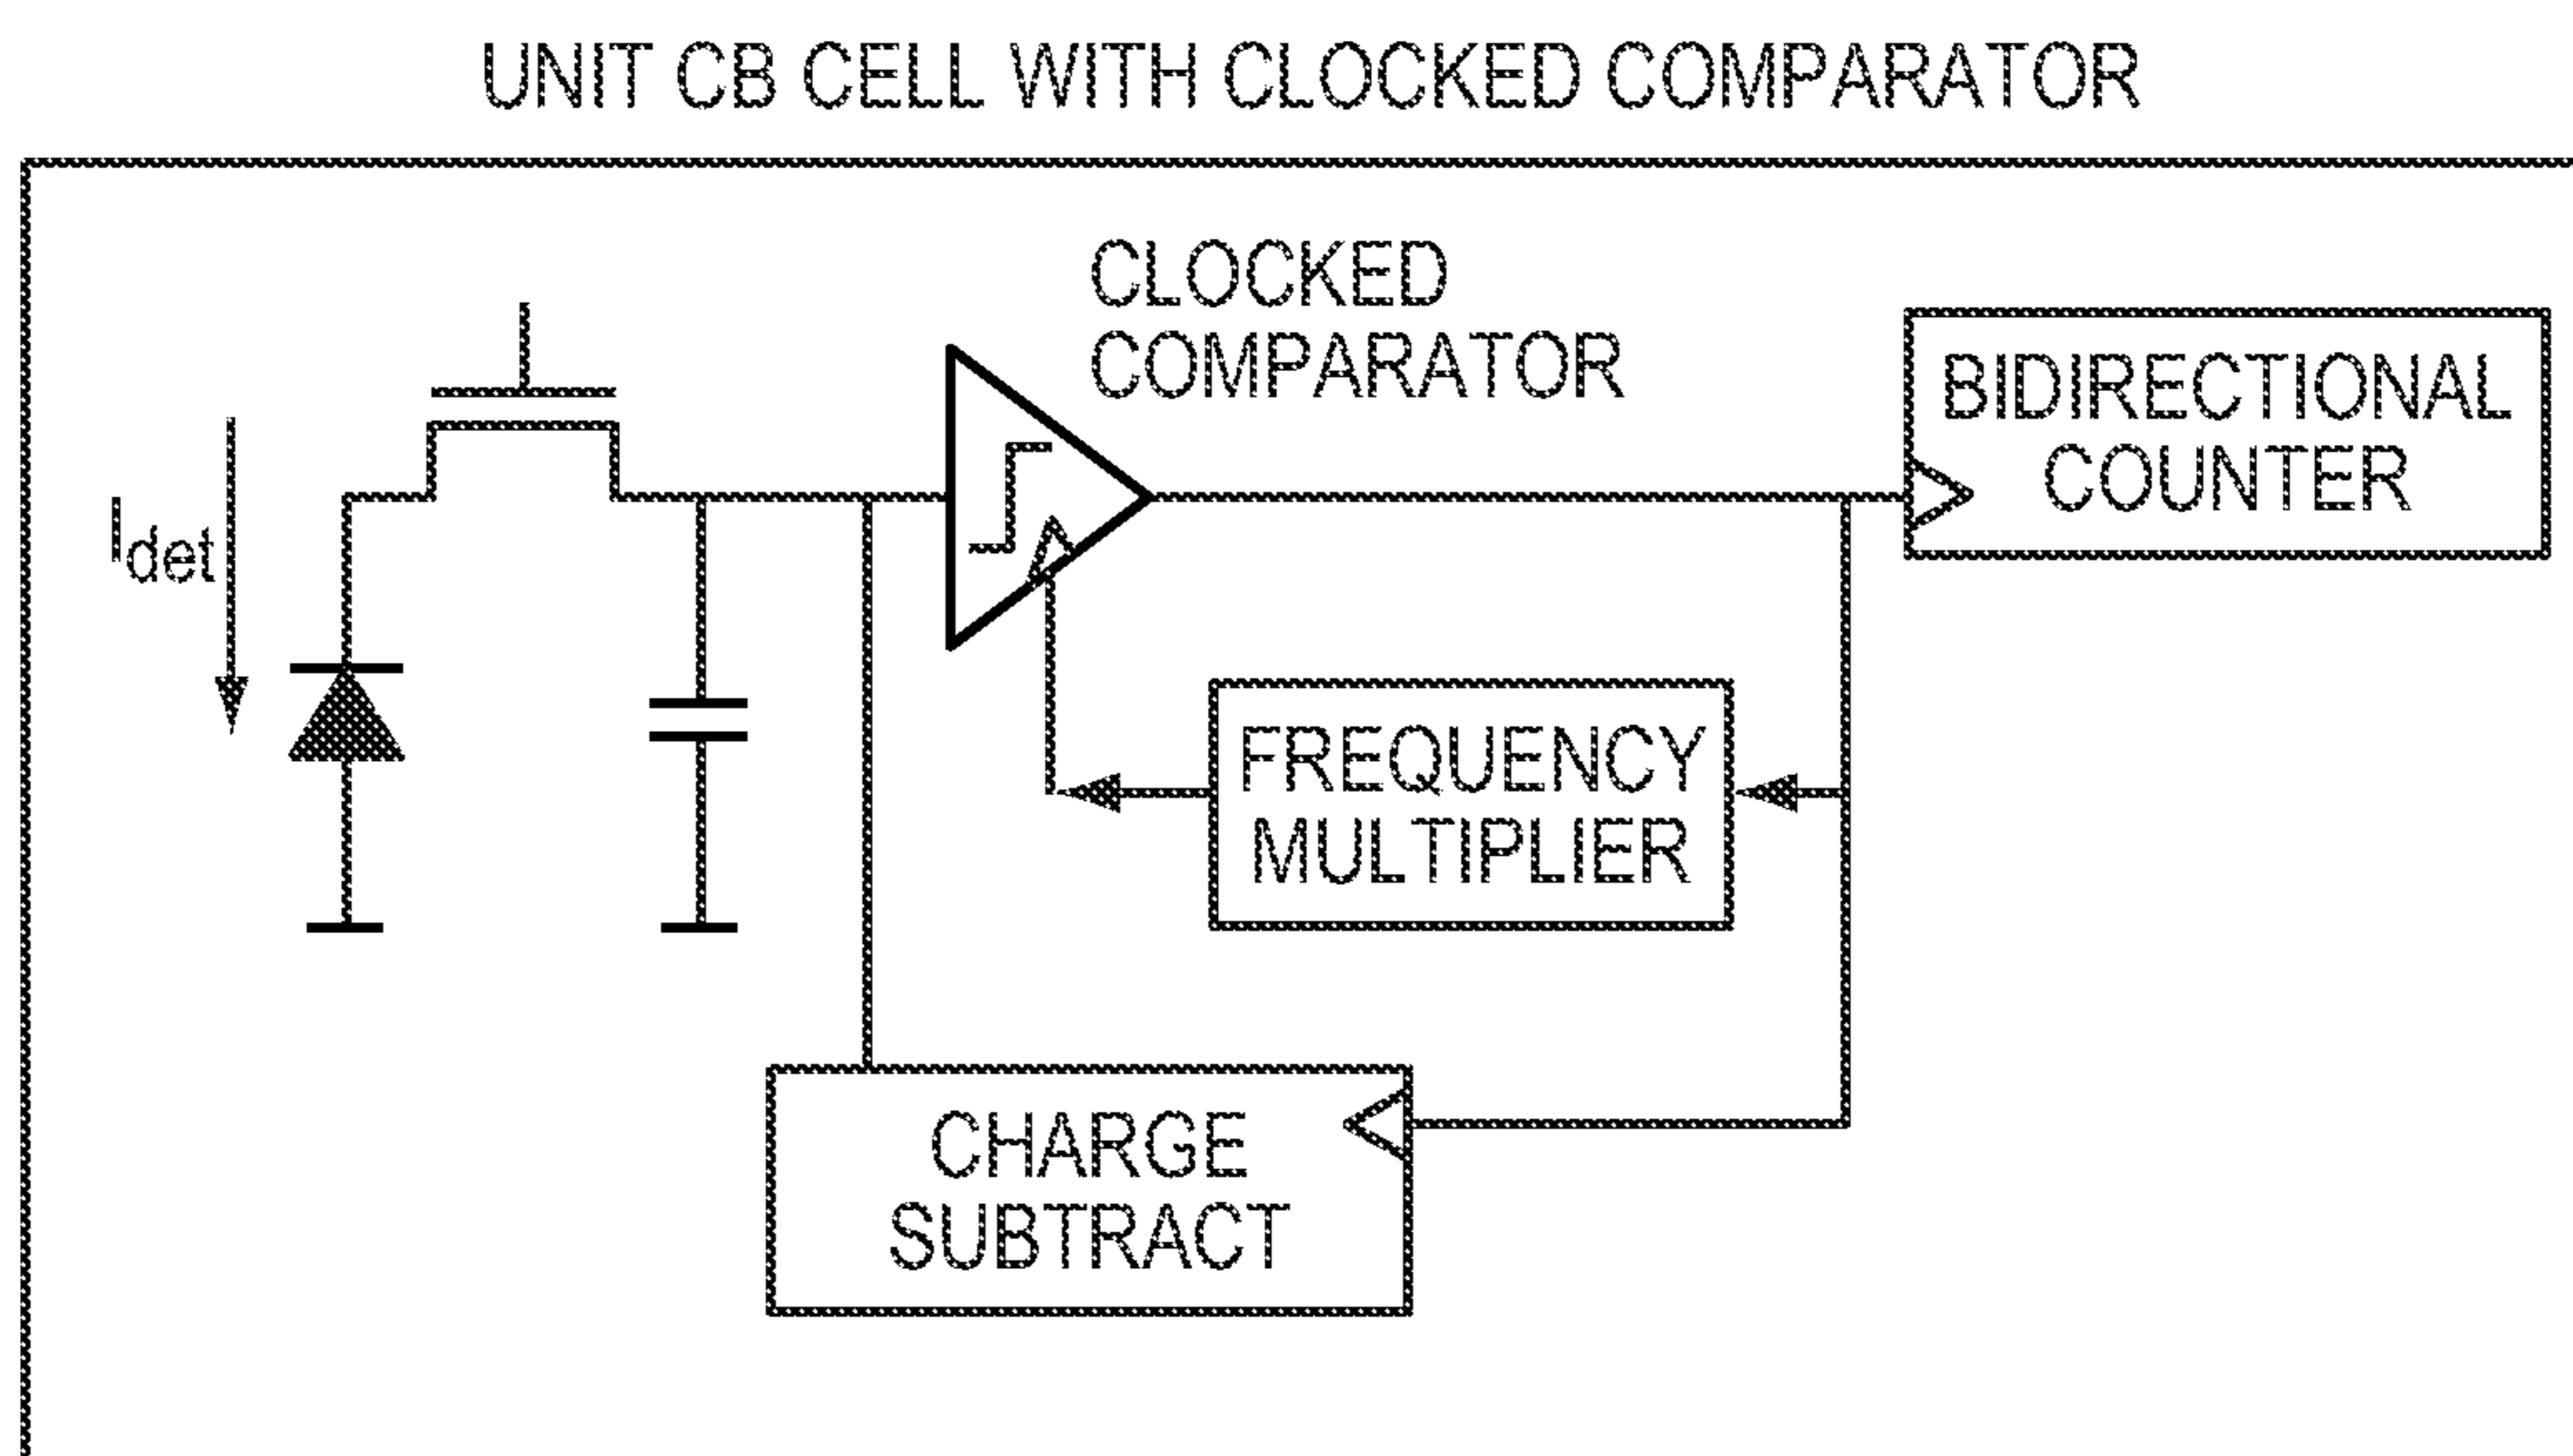 UNIT CB CELL WITH CLOCKED COMPARATOR
CLOCKED
COMPARATOR
BIDIRECTIONAL
COUNTER
Idet
FREQUENCY
MULTIPLIER
CHARGE
SUBTRACT